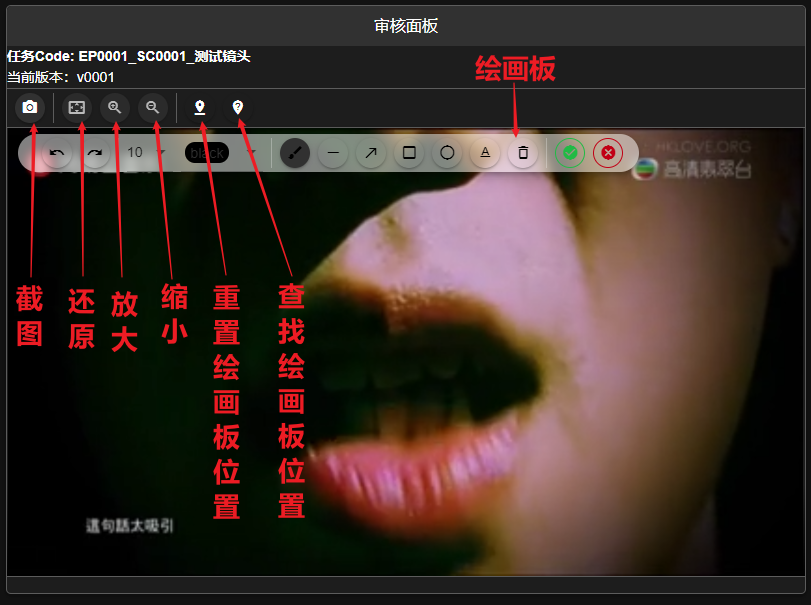 审核面板
任务Code: EP0001_SC0001_测试镜头
当前版本：v0001
绘画板
10
black
A
HKLOVE.ORG
高清翡翠台
截图
还原
放大
缩小
重置绘画板位置
查找绘画板位置
這句話太吸引